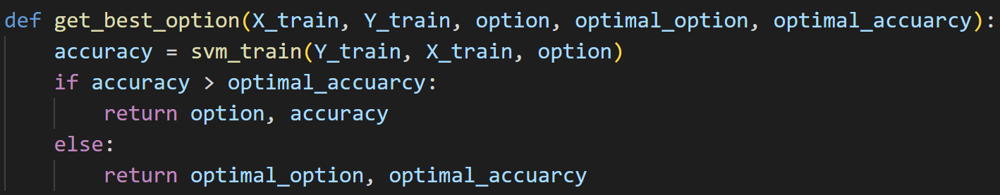 def get_best_option(X_train, Y_train, option, optimal_option, optimal_accuarcy):
    accuracy = svm_train(Y_train, X_train, option)
    if accuracy > optimal_accuarcy:
        return option, accuracy
    else:
        return optimal_option, optimal_accuarcy